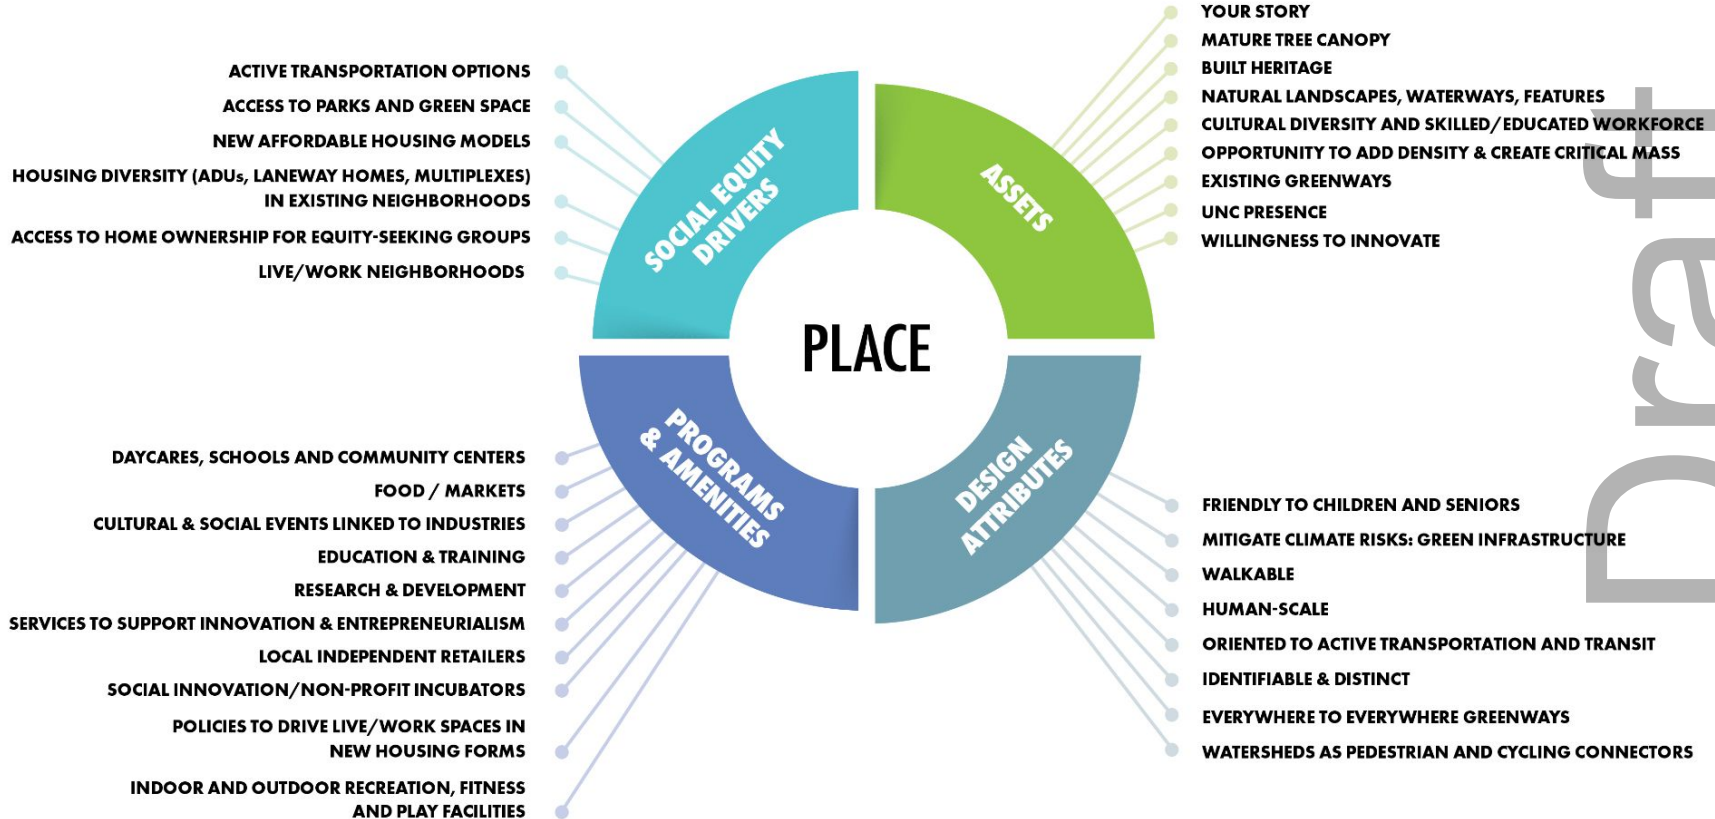 ACTIVE TRANSPORTATION OPTIONS
ACCESS TO PARKS AND GREEN SPACE
NEW AFFORDABLE HOUSING MODELS
HOUSING DIVERSITY (ADUs, LANEWAY HOMES, MULTIPLEXES)
IN EXISTING NEIGHBORHOODS
ACCESS TO HOME OWNERSHIP FOR EQUITY-SEEKING GROUPS
LIVE/WORK NEIGHBORHOODS
SOCIAL EQUITY
DRIVERS
ASSETS
YOUR STORY
MATURE TREE CANOPY
BUILT HERITAGE
NATURAL LANDSCAPES, WATERWAYS, FEATURES
CULTURAL DIVERSITY AND SKILLED/EDUCATED WORKFORCE
OPPORTUNITY TO ADD DENSITY & CREATE CRITICAL MASS
EXISTING GREENWAYS
UNC PRESENCE
WILLINGNESS TO INNOVATE
PLACE
DAYCARES, SCHOOLS AND COMMUNITY CENTERS
FOOD / MARKETS
CULTURAL & SOCIAL EVENTS LINKED TO INDUSTRIES
EDUCATION & TRAINING
RESEARCH & DEVELOPMENT
SERVICES TO SUPPORT INNOVATION & ENTREPRENEURIALISM
LOCAL INDEPENDENT RETAILERS
SOCIAL INNOVATION/NON-PROFIT INCUBATORS
POLICIES TO DRIVE LIVE/WORK SPACES IN
NEW HOUSING FORMS
INDOOR AND OUTDOOR RECREATION, FITNESS
AND PLAY FACILITIES
PROGRAMS
& AMENITIES
DESIGN
ATTRIBUTES
FRIENDLY TO CHILDREN AND SENIORS
MITIGATE CLIMATE RISKS: GREEN INFRASTRUCTURE
WALKABLE
HUMAN-SCALE
ORIENTED TO ACTIVE TRANSPORTATION AND TRANSIT
IDENTIFIABLE & DISTINCT
EVERYWHERE TO EVERYWHERE GREENWAYS
WATERSHEDS AS PEDESTRIAN AND CYCLING CONNECTORS
Draft